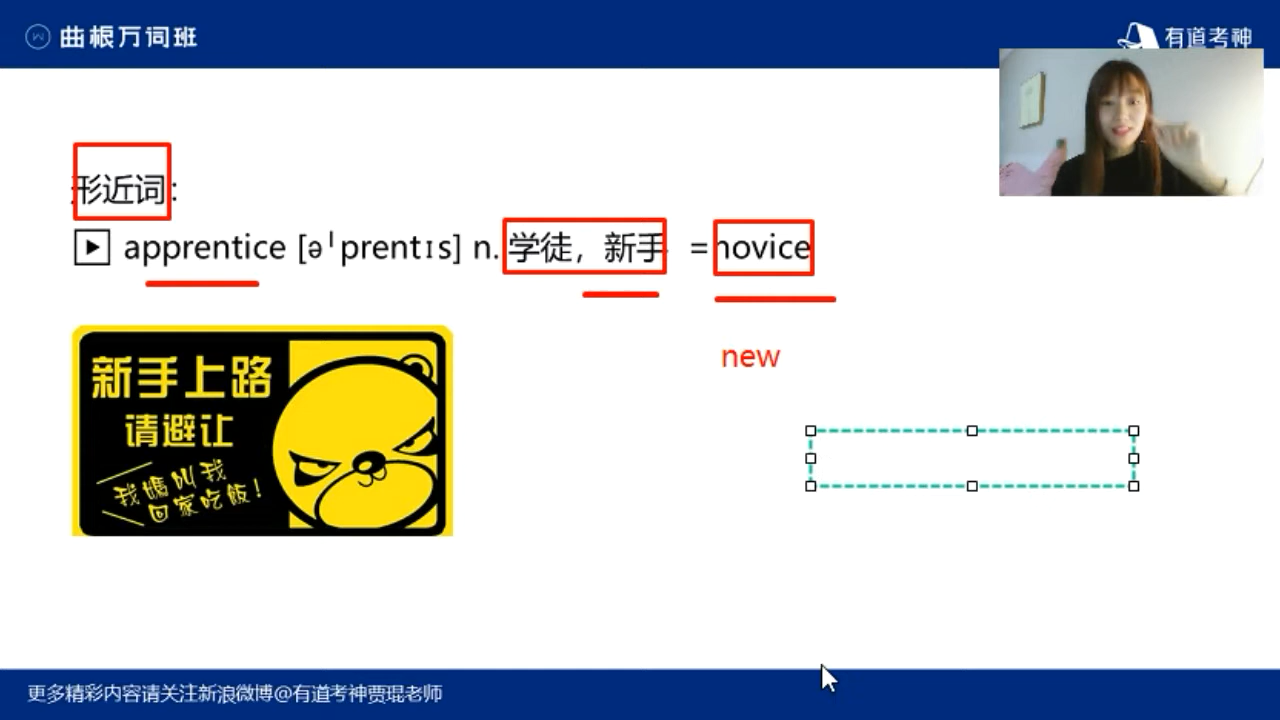 曲根万词班
有道考神
形近词:
apprentice [əˈprentɪs] n. 学徒，新手 =novice
new
新手上路
请避让
我媽叫我
回家吃飯!
更多精彩内容请关注新浪微博@有道考神贾琨老师